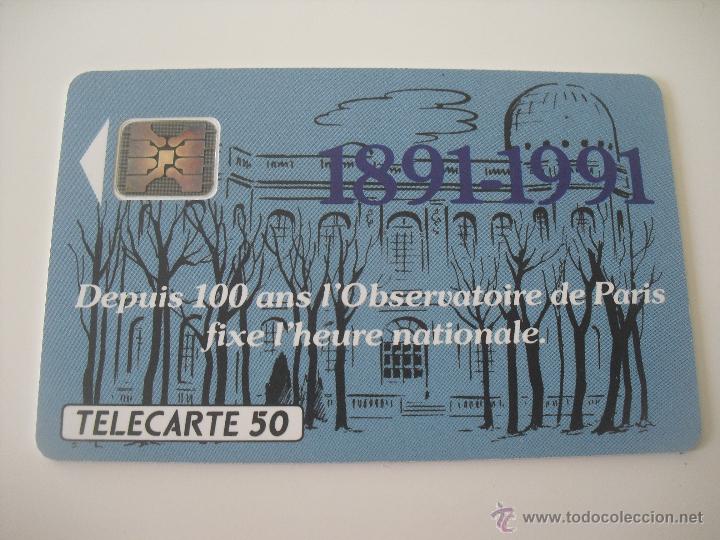 1891-1991
Depuis 100 ans l'Observatoire de Paris
fixe l'heure nationale.
TELECARTE 50
© www.todocoleccion.net